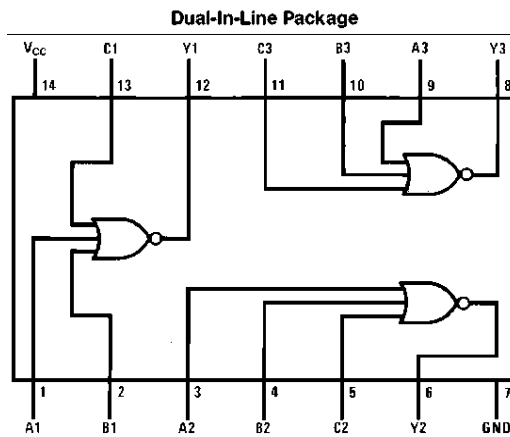 Dual-In-Line Package
VCC C1 Y1 C3 B3 A3 Y3
14 13 12 11 10 9 8
1 2 3 4 5 6 7
A1 B1 A2 B2 C2 Y2 GND